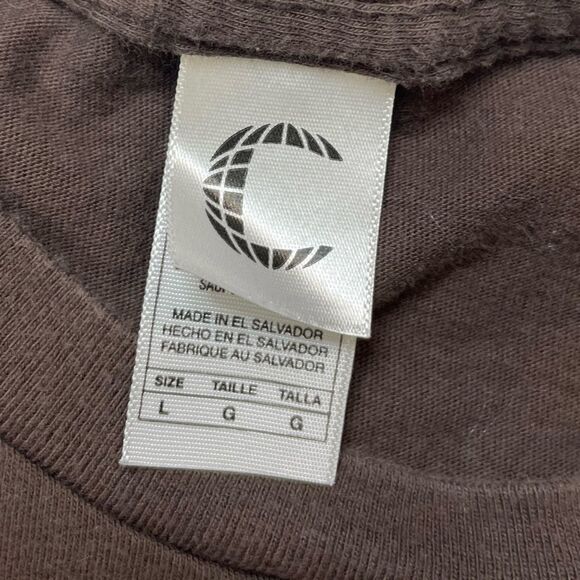 C
MADE IN EL SALVADOR
HECHO EN EL SALVADOR
FABRIQUE AU SALVADOR
SIZE TAILLE TALLA
L G G